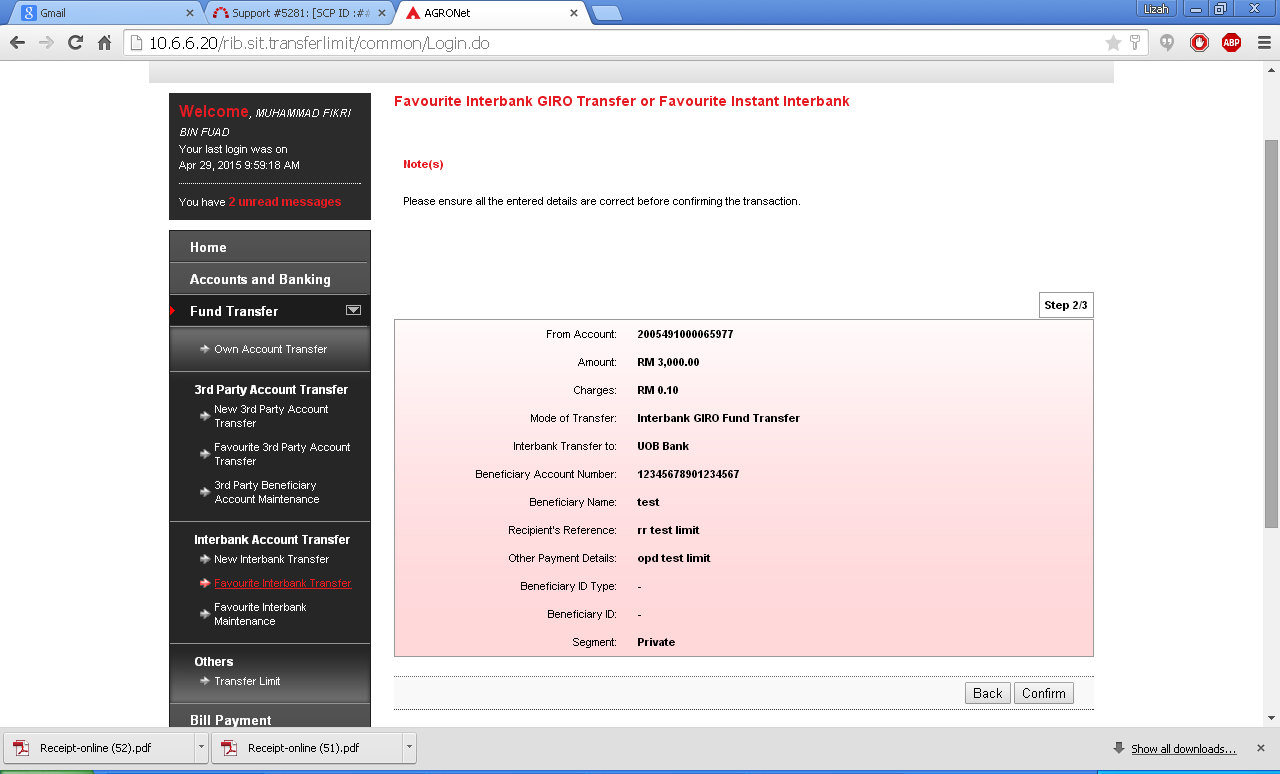 Gmail
Support #5281: [SCP ID :##
AGRONet
Lizah
10.6.6.20/rib.sit.transferlimit/common/Login.do
ABP
Welcome, MUHAMMAD FIKRI
BIN FUAD
Your last login was on
Apr 29, 2015 9:59:18 AM
You have 2 unread messages
Home
Accounts and Banking
Fund Transfer
Own Account Transfer
3rd Party Account Transfer
New 3rd Party Account
Transfer
Favourite 3rd Party Account
Transfer
3rd Party Beneficiary
Account Maintenance
Interbank Account Transfer
New Interbank Transfer
Favourite Interbank Transfer
Favourite Interbank
Maintenance
Others
Transfer Limit
Bill Payment
Favourite Interbank GIRO Transfer or Favourite Instant Interbank
Note(s)
Please ensure all the entered details are correct before confirming the transaction.
Step 2/3
From Account: 2005491000065977
Amount: RM 3,000.00
Charges: RM 0.10
Mode of Transfer: Interbank GIRO Fund Transfer
Interbank Transfer to: UOB Bank
Beneficiary Account Number: 12345678901234567
Beneficiary Name: test
Recipient's Reference: rr test limit
Other Payment Details: opd test limit
Beneficiary ID Type: -
Beneficiary ID: -
Segment: Private
Back Confirm
Receipt-online (52).pdf
Receipt-online (51).pdf
Show all downloads...